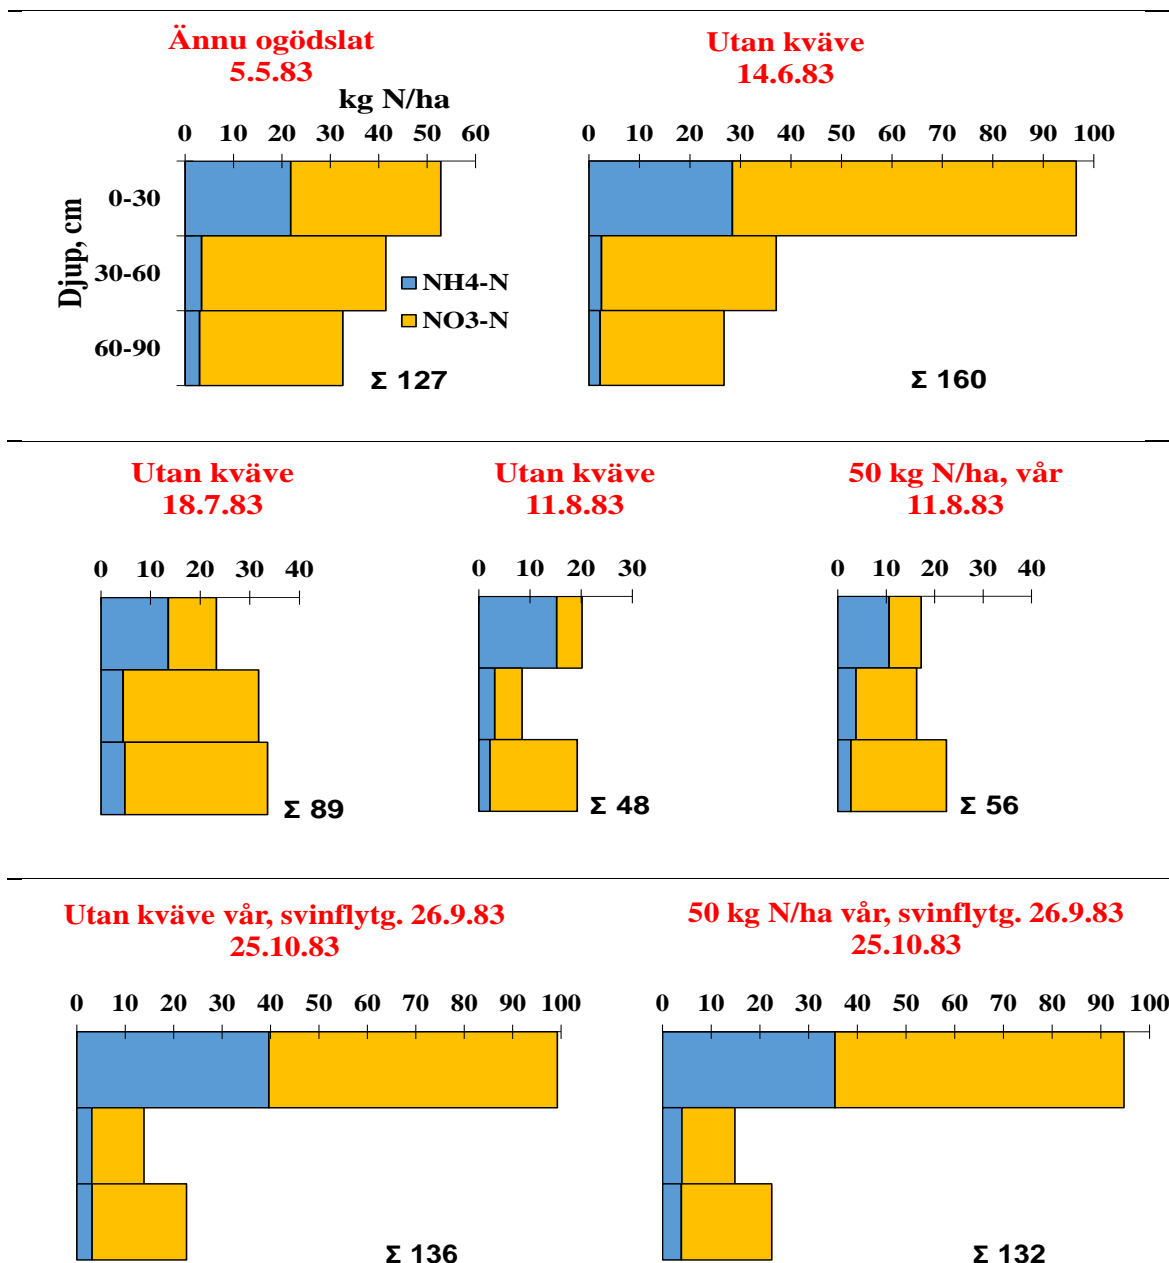 Ännu ogödslat
5.5.83
kg N/ha
0 10 20 30 40 50 60
Djup, cm
0-30
30-60
60-90
NH4-N
NO3-N
Σ 127
Utan kväve
14.6.83
0 10 20 30 40 50 60 70 80 90 100
Σ 160
Utan kväve
18.7.83
0 10 20 30 40
Σ 89
Utan kväve
11.8.83
0 10 20 30
Σ 48
50 kg N/ha, vår
11.8.83
0 10 20 30 40
Σ 56
Utan kväve vår, svinflytg. 26.9.83
25.10.83
0 10 20 30 40 50 60 70 80 90 100
Σ 136
50 kg N/ha vår, svinflytg. 26.9.83
25.10.83
0 10 20 30 40 50 60 70 80 90 100
Σ 132